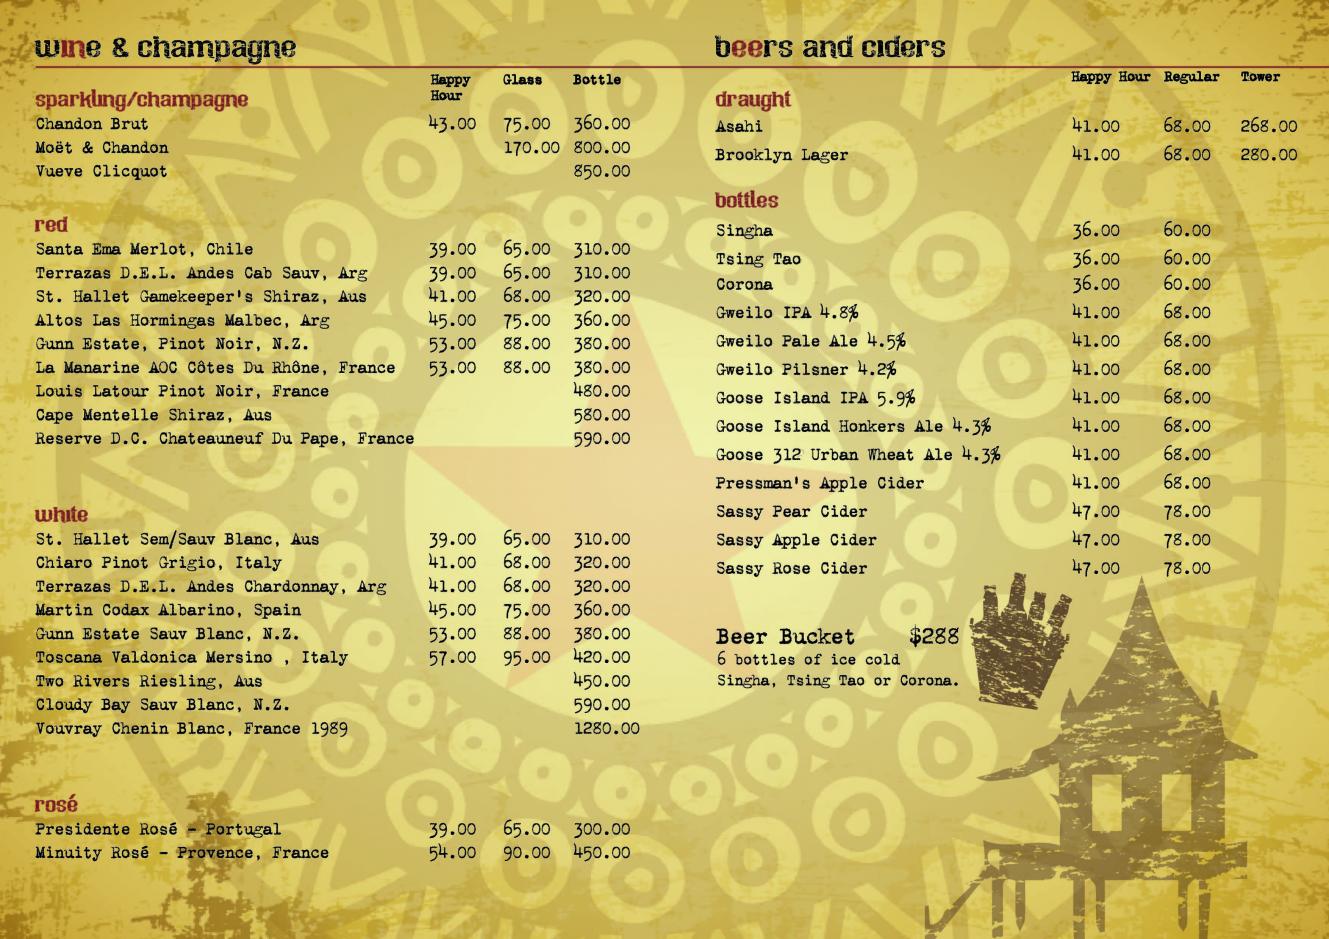 wine & champagne
Happy Hour Glass Bottle
sparkling/champagne
Chandon Brut 43.00 75.00 360.00
Moët & Chandon 170.00 800.00
Vueve Clicquot 850.00
red
Santa Ema Merlot, Chile 39.00 65.00 310.00
Terrazas D.E.L. Andes Cab Sauv, Arg 39.00 65.00 310.00
St. Hallet Gamekeeper's Shiraz, Aus 41.00 68.00 320.00
Altos Las Hormingas Malbec, Arg 45.00 75.00 360.00
Gunn Estate, Pinot Noir, N.Z. 53.00 88.00 380.00
La Manarine AOC Côtes Du Rhône, France 53.00 88.00 380.00
Louis Latour Pinot Noir, France 480.00
Cape Mentelle Shiraz, Aus 580.00
Reserve D.C. Chateauneuf Du Pape, France 590.00
white
St. Hallet Sem/Sauv Blanc, Aus 39.00 65.00 310.00
Chiaro Pinot Grigio, Italy 41.00 68.00 320.00
Terrazas D.E.L. Andes Chardonnay, Arg 41.00 68.00 320.00
Martin Codax Albarino, Spain 45.00 75.00 360.00
Gunn Estate Sauv Blanc, N.Z. 53.00 88.00 380.00
Toscana Valdonica Mersino , Italy 57.00 95.00 420.00
Two Rivers Riesling, Aus 450.00
Cloudy Bay Sauv Blanc, N.Z. 590.00
Vouvray Chenin Blanc, France 1989 1280.00
rosé
Presidente Rosé - Portugal 39.00 65.00 300.00
Minuity Rosé - Provence, France 54.00 90.00 450.00
beers and ciders
Happy Hour Regular Tower
draught
Asahi 41.00 68.00 268.00
Brooklyn Lager 41.00 68.00 280.00
bottles
Singha 36.00 60.00
Tsing Tao 36.00 60.00
Corona 36.00 60.00
Gweilo IPA 4.8% 41.00 68.00
Gweilo Pale Ale 4.5% 41.00 68.00
Gweilo Pilsner 4.2% 41.00 68.00
Goose Island IPA 5.9% 41.00 68.00
Goose Island Honkers Ale 4.3% 41.00 68.00
Goose 312 Urban Wheat Ale 4.3% 41.00 68.00
Pressman's Apple Cider 41.00 68.00
Sassy Pear Cider 47.00 78.00
Sassy Apple Cider 47.00 78.00
Sassy Rose Cider 47.00 78.00
Beer Bucket $288
6 bottles of ice cold
Singha, Tsing Tao or Corona.